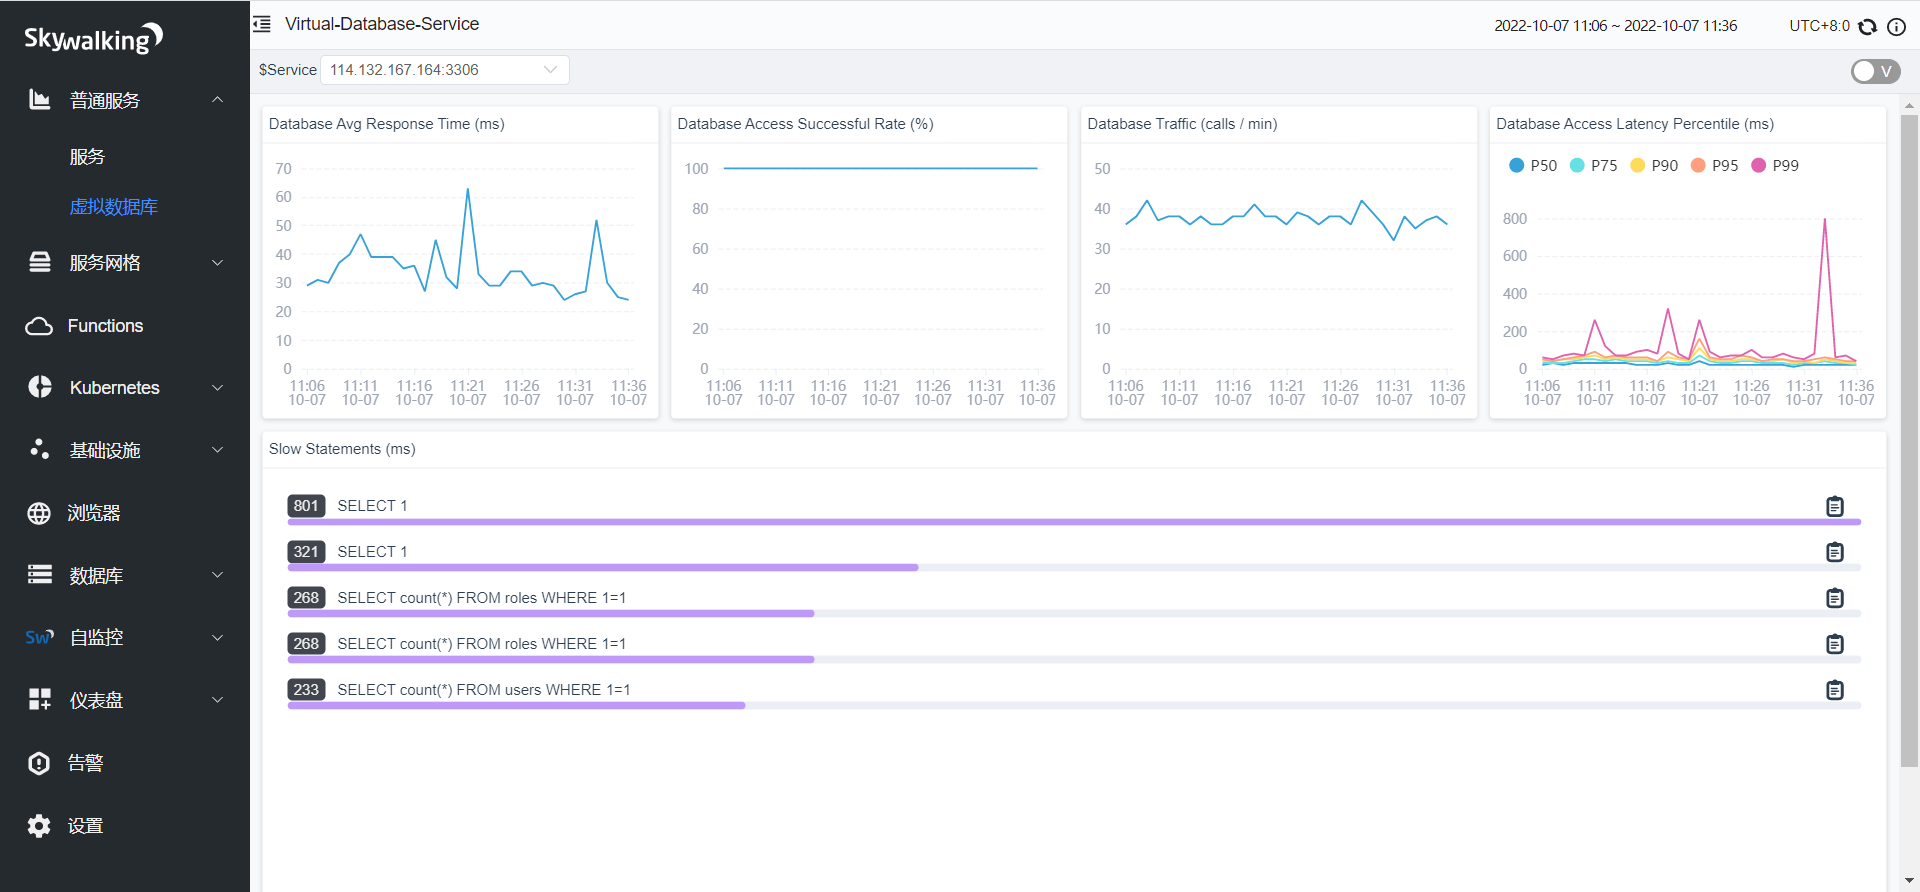 Skywalking
普通服务
服务
虚拟数据库
服务网格
Functions
Kubernetes
基础设施
浏览器
数据库
Sw 自监控
仪表盘
告警
设置
Virtual-Database-Service
2022-10-07 11:06 ~ 2022-10-07 11:36
UTC+8:0
$Service 114.132.167.164:3306
V
Database Avg Response Time (ms)
70
60
50
40
30
20
10
0
11:06 11:11 11:16 11:21 11:26 11:31 11:36
10-07 10-07 10-07 10-07 10-07 10-07 10-07
Database Access Successful Rate (%)
100
80
60
40
20
0
11:06 11:11 11:16 11:21 11:26 11:31 11:36
10-07 10-07 10-07 10-07 10-07 10-07 10-07
Database Traffic (calls / min)
50
40
30
20
10
0
11:06 11:11 11:16 11:21 11:26 11:31 11:36
10-07 10-07 10-07 10-07 10-07 10-07 10-07
Database Access Latency Percentile (ms)
P50 P75 P90 P95 P99
800
600
400
200
0
11:06 11:11 11:16 11:21 11:26 11:31 11:36
10-07 10-07 10-07 10-07 10-07 10-07 10-07
Slow Statements (ms)
801 SELECT 1
321 SELECT 1
268 SELECT count(*) FROM roles WHERE 1=1
268 SELECT count(*) FROM roles WHERE 1=1
233 SELECT count(*) FROM users WHERE 1=1